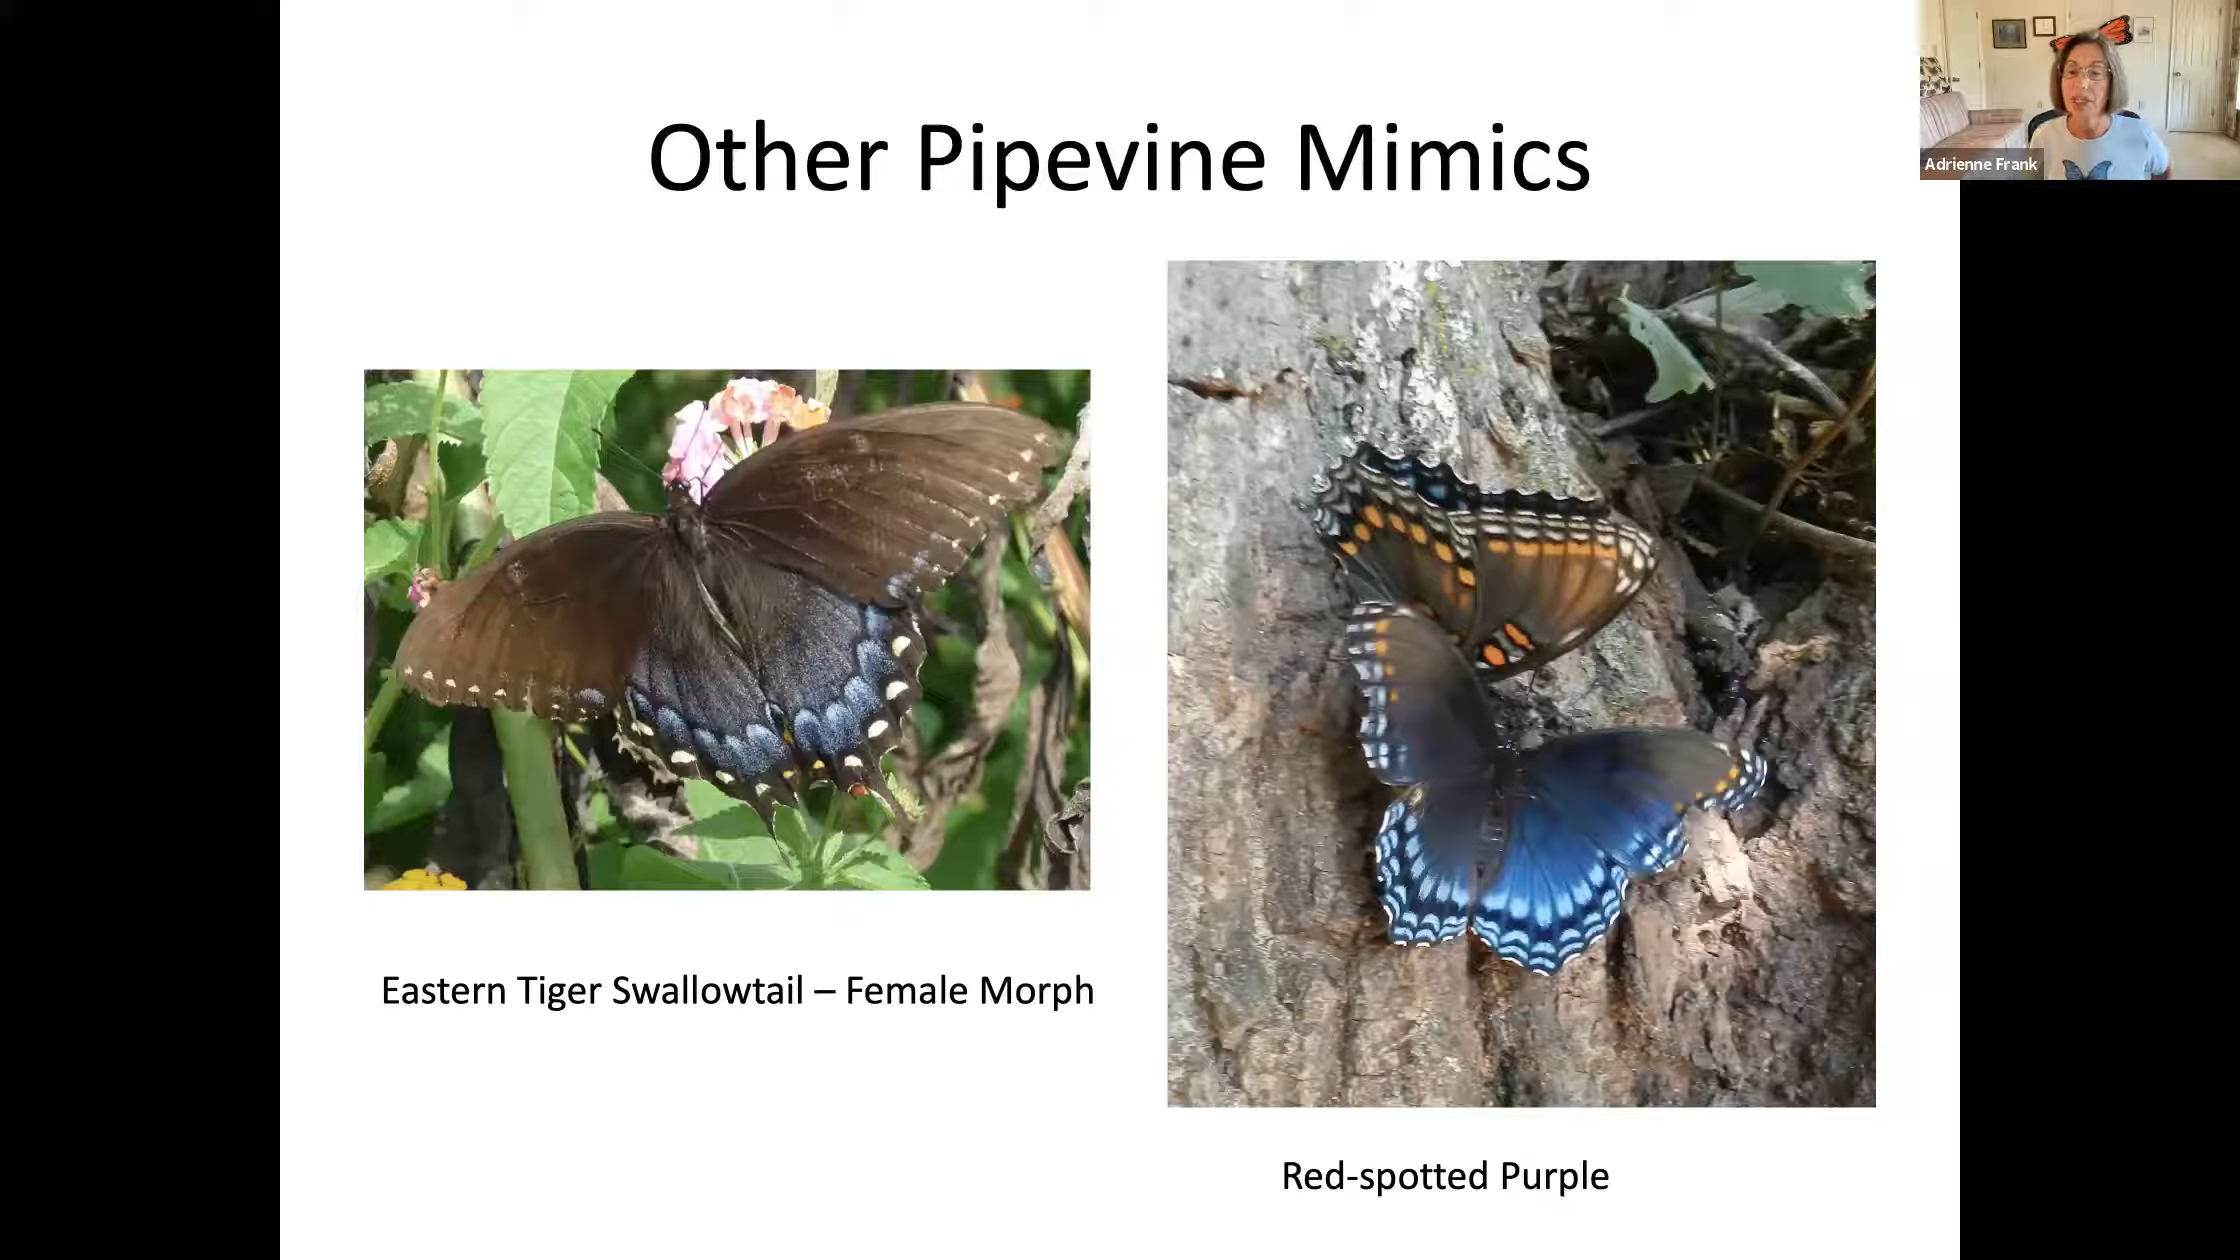 Other Pipevine Mimics
Adrienne Frank
Eastern Tiger Swallowtail – Female Morph
Red-spotted Purple